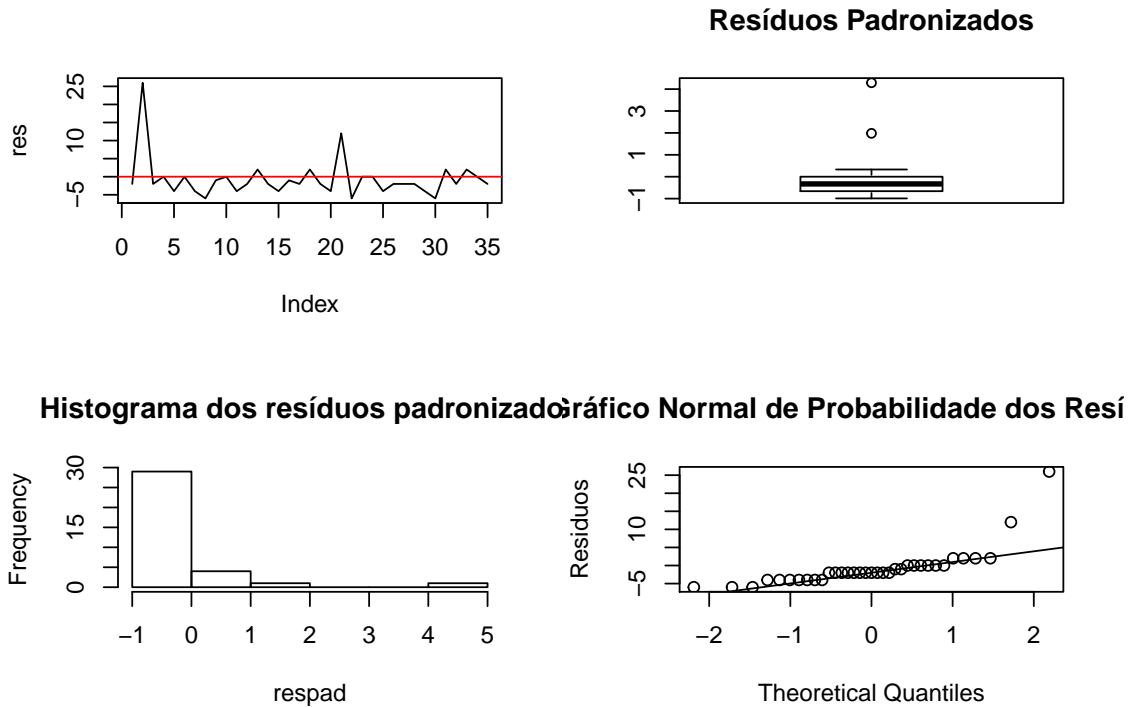 res
25
10
−5
0 5 10 15 20 25 30 35
Index
Resíduos Padronizados
3
1
−1
Histograma dos resíduos padronizado
Frequency
30
15
0
−1 0 1 2 3 4 5
respad
ráfico Normal de Probabilidade dos Resí
Residuos
25
10
−5
−2 −1 0 1 2
Theoretical Quantiles